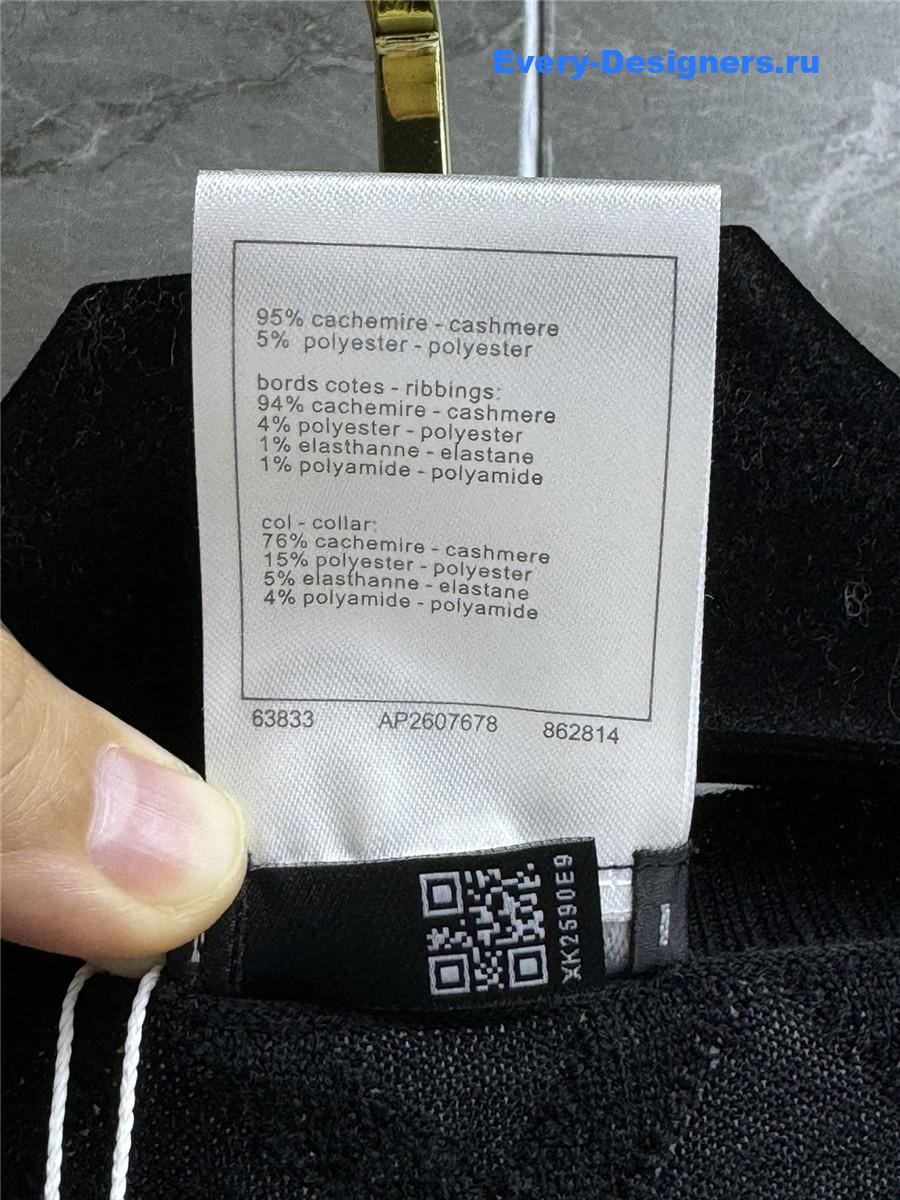 Every-Designers.ru
95% cachemire - cashmere
5% polyester - polyester
bords cotes - ribbings:
94% cachemire - cashmere
4% polyester - polyester
1% elasthanne - elastane
1% polyamide - polyamide
col - collar:
76% cachemire - cashmere
15% polyester - polyester
5% elasthanne - elastane
4% polyamide - polyamide
63833 AP2607678 862814
XK2590E9